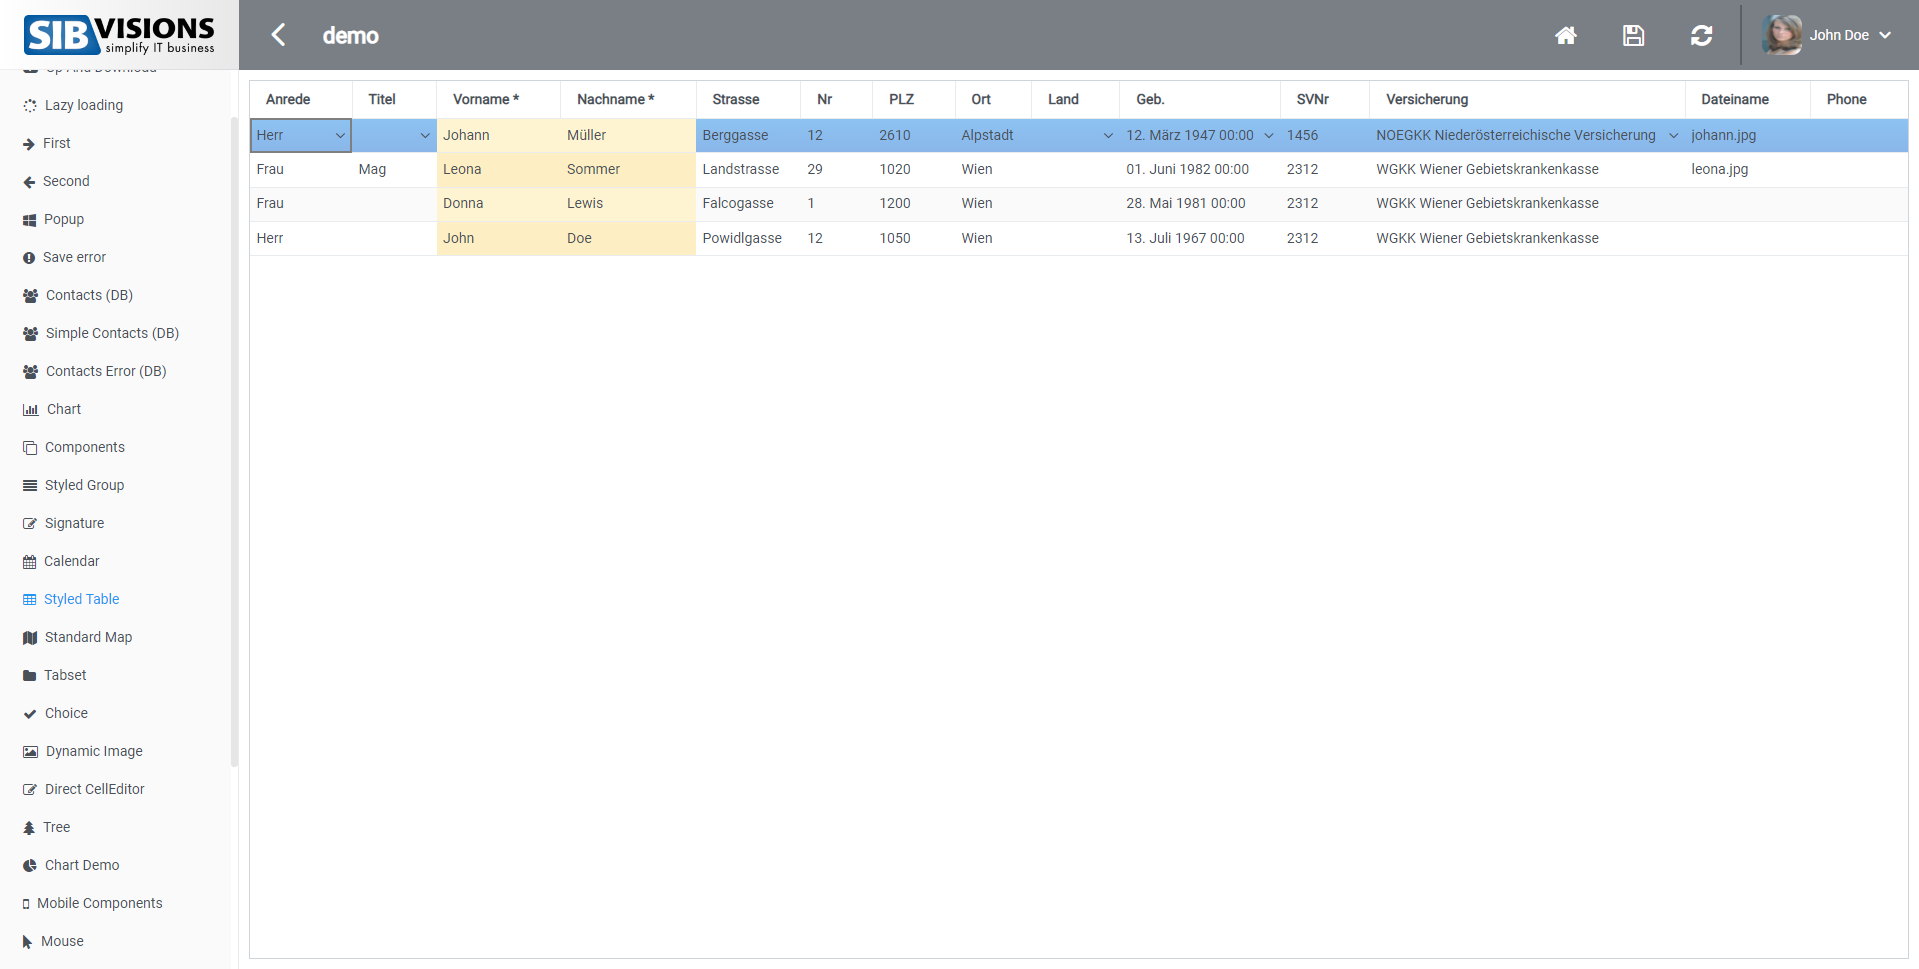 SIB VISIONS
simplify IT business
demo
John Doe
Up And Download
Lazy loading
First
Second
Popup
Save error
Contacts (DB)
Simple Contacts (DB)
Contacts Error (DB)
Chart
Components
Styled Group
Signature
Calendar
Styled Table
Standard Map
Tabset
Choice
Dynamic Image
Direct CellEditor
Tree
Chart Demo
Mobile Components
Mouse
Anrede Titel Vorname * Nachname * Strasse Nr PLZ Ort Land Geb. SVNr Versicherung Dateiname Phone
Herr Johann Müller Berggasse 12 2610 Alpstadt 12. März 1947 00:00 1456 NOEGKK Niederösterreichische Versicherung johann.jpg
Frau Mag Leona Sommer Landstrasse 29 1020 Wien 01. Juni 1982 00:00 2312 WGKK Wiener Gebietskrankenkasse leona.jpg
Frau Donna Lewis Falcogasse 1 1200 Wien 28. Mai 1981 00:00 2312 WGKK Wiener Gebietskrankenkasse
Herr John Doe Powidlgasse 12 1050 Wien 13. Juli 1967 00:00 2312 WGKK Wiener Gebietskrankenkasse